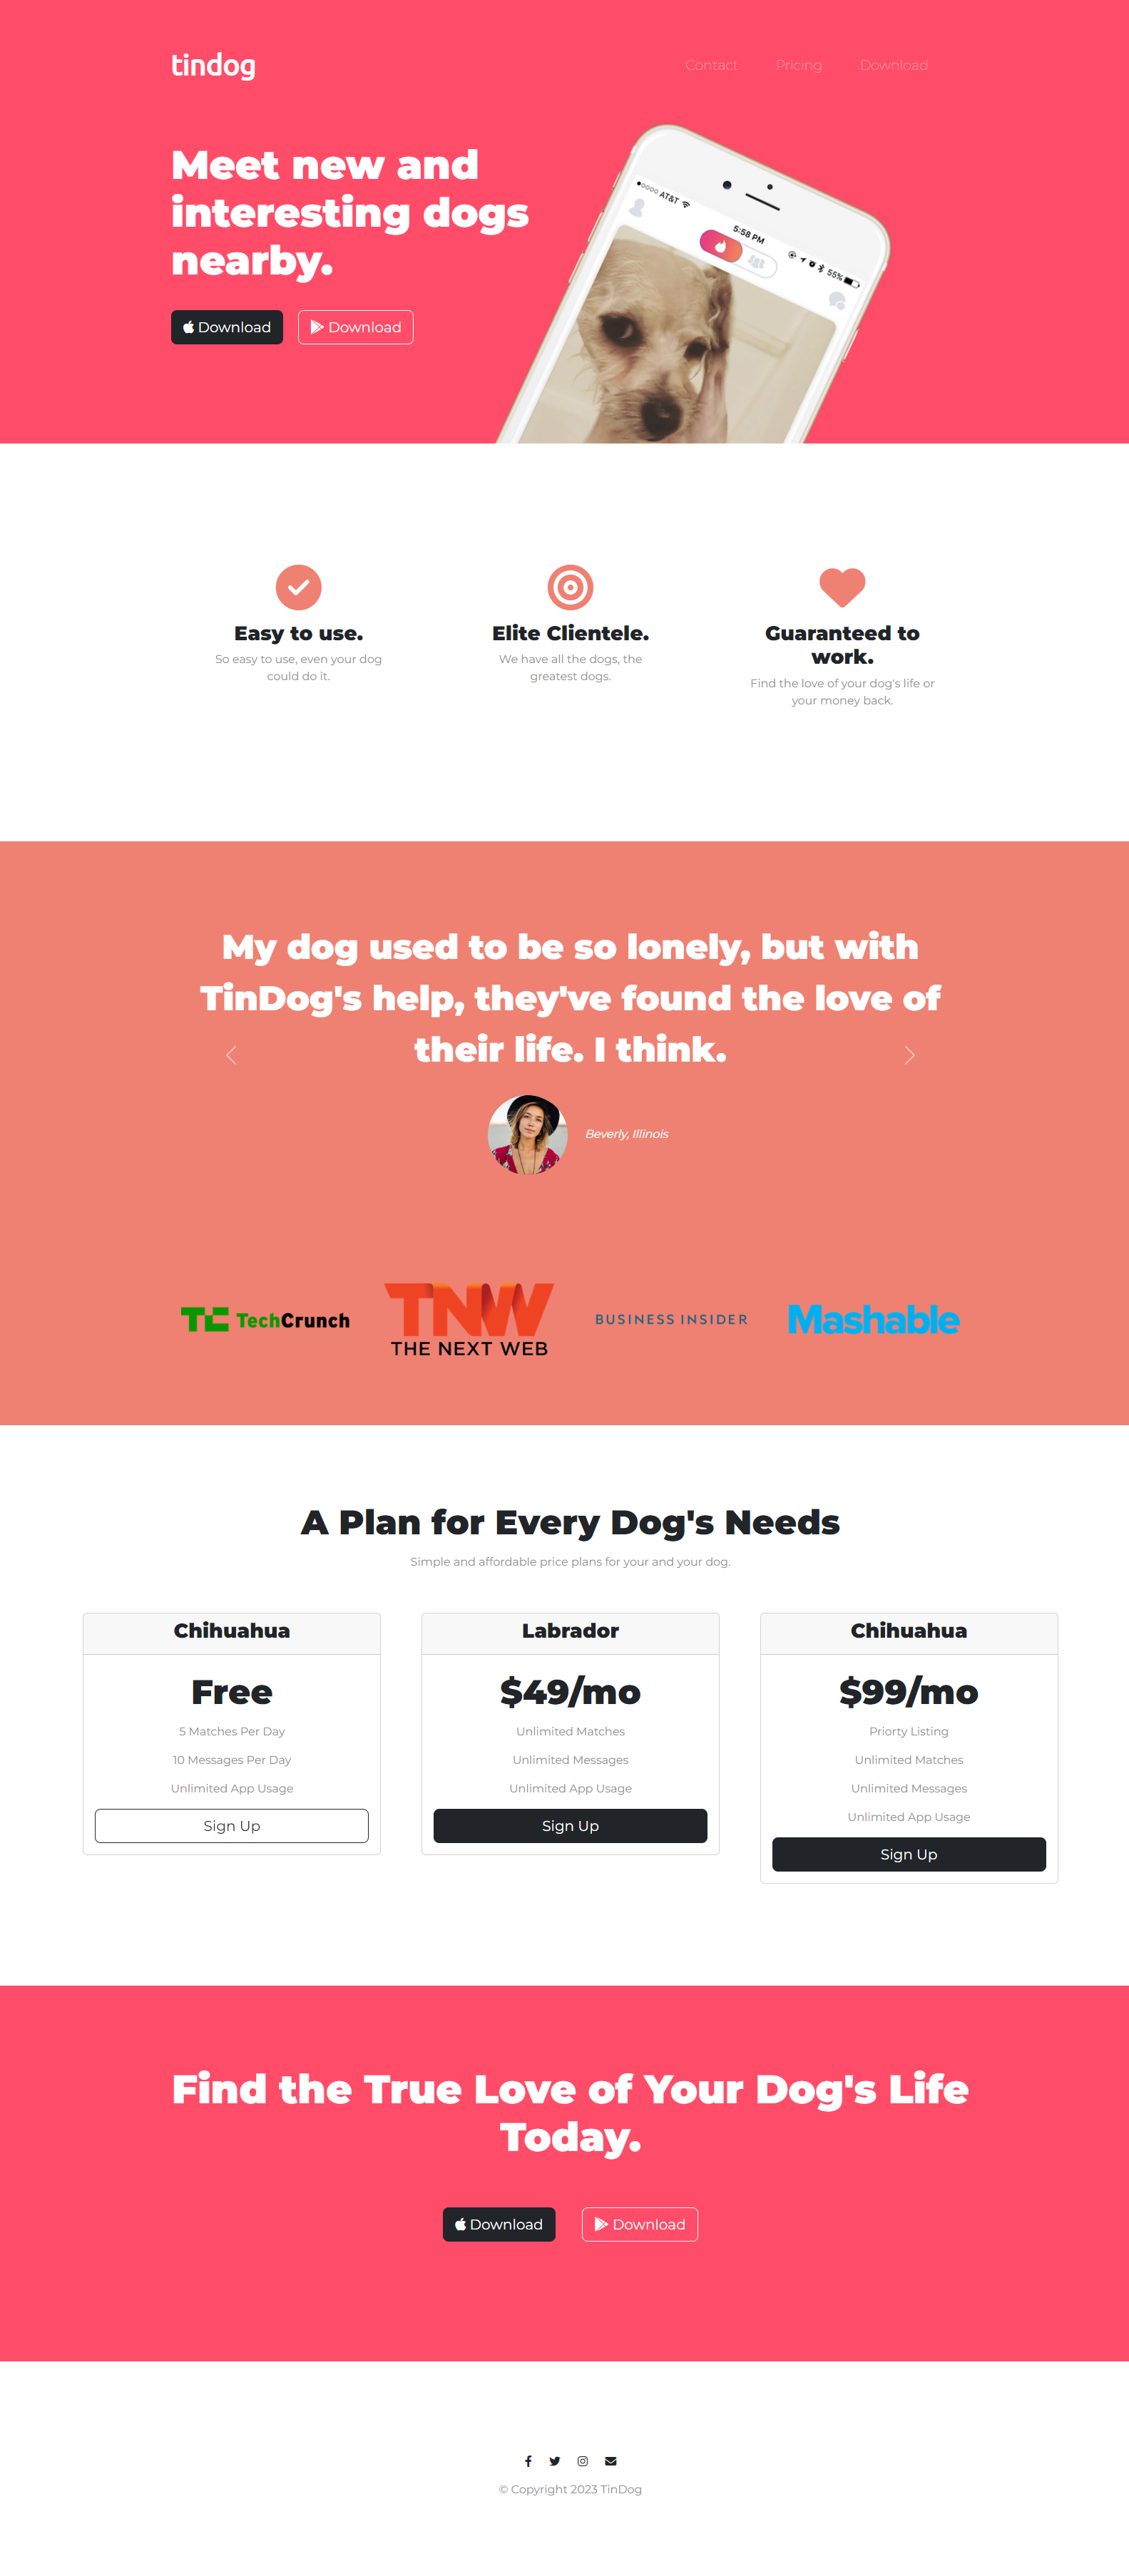 tindog
Contact Pricing Download
Meet new and
interesting dogs
nearby.
Download Download
AT&T 5:58 PM 55%
Easy to use.
So easy to use, even your dog
could do it.
Elite Clientele.
We have all the dogs, the
greatest dogs.
Guaranteed to
work.
Find the love of your dog's life or
your money back.
My dog used to be so lonely, but with
TinDog's help, they've found the love of
their life. I think.
Beverly, Illinois
TC TechCrunch
TNW
THE NEXT WEB
BUSINESS INSIDER
Mashable
A Plan for Every Dog's Needs
Simple and affordable price plans for your and your dog.
Chihuahua
Free
5 Matches Per Day
10 Messages Per Day
Unlimited App Usage
Sign Up
Labrador
$49/mo
Unlimited Matches
Unlimited Messages
Unlimited App Usage
Sign Up
Chihuahua
$99/mo
Priorty Listing
Unlimited Matches
Unlimited Messages
Unlimited App Usage
Sign Up
Find the True Love of Your Dog's Life
Today.
Download Download
© Copyright 2023 TinDog